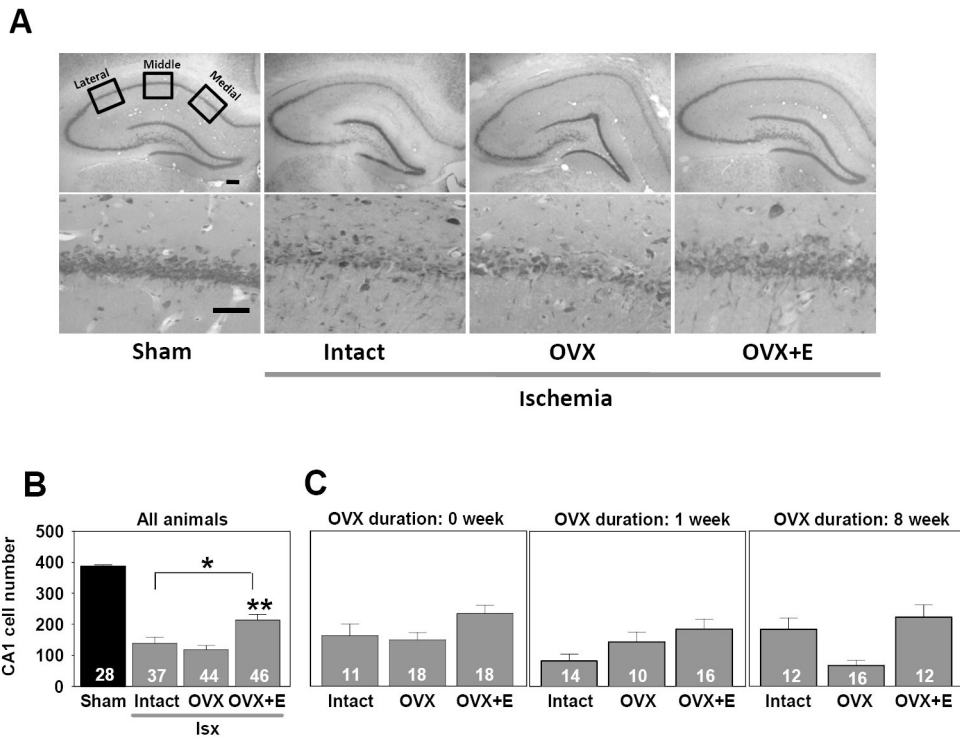 A
Lateral Middle Medial
Sham Intact OVX OVX+E
Ischemia
B
All animals
CA1 cell number
500
400
300
200
100
0
*
**
28 37 44 46
Sham Intact OVX OVX+E
Isx
C
OVX duration: 0 week
11 18 18
Intact OVX OVX+E
OVX duration: 1 week
14 10 16
Intact OVX OVX+E
OVX duration: 8 week
12 16 12
Intact OVX OVX+E